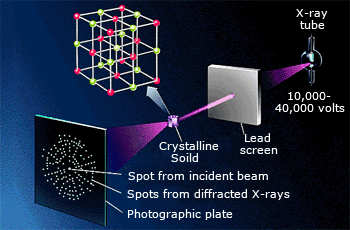 X-ray
tube
10,000-
40,000 volts
Lead
screen
Crystalline
Soild
Spot from incident beam
Spots from diffracted X-rays
Photographic plate